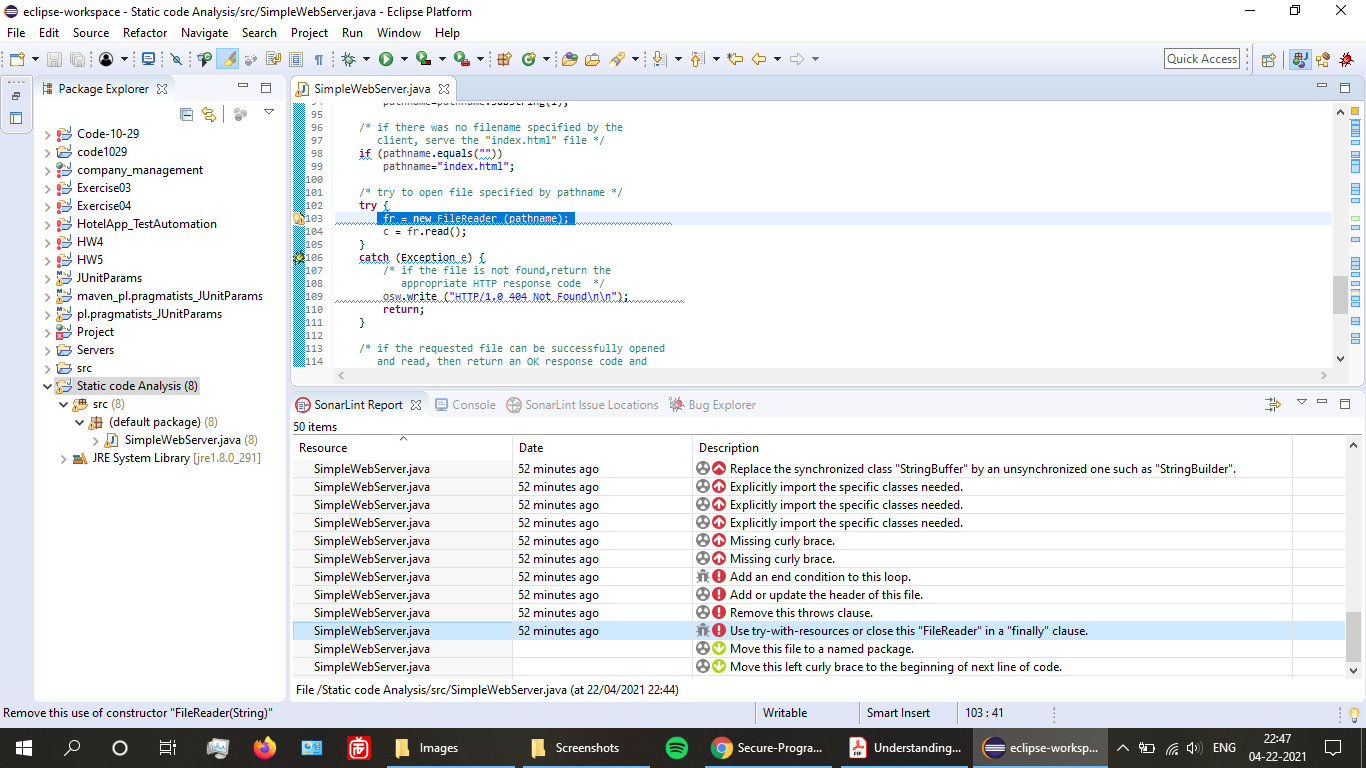 eclipse-workspace - Static code Analysis/src/SimpleWebServer.java - Eclipse Platform
File Edit Source Refactor Navigate Search Project Run Window Help
Quick Access
Package Explorer
Code-10-29
code1029
company_management
Exercise03
Exercise04
HotelApp_TestAutomation
HW4
HW5
JUnitParams
maven_pl.pragmatists_JUnitParams
pl.pragmatists_JUnitParams
Project
Servers
src
Static code Analysis (8)
src (8)
(default package) (8)
SimpleWebServer.java (8)
JRE System Library [jre1.8.0_291]
SimpleWebServer.java
94 pathname=pathname.substring(1);
95
96 /* if there was no filename specified by the
97 client, serve the "index.html" file */
98 if (pathname.equals(""))
99 pathname="index.html";
100
101 /* try to open file specified by pathname */
102 try {
103 fr = new FileReader (pathname);
104 c = fr.read();
105 }
106 catch (Exception e) {
107 /* if the file is not found,return the
108 appropriate HTTP response code */
109 osw.write ("HTTP/1.0 404 Not Found\n\n");
110 return;
111 }
112
113 /* if the requested file can be successfully opened
114 and read, then return an OK response code and
SonarLint Report Console SonarLint Issue Locations Bug Explorer
50 items
Resource Date Description
SimpleWebServer.java 52 minutes ago Replace the synchronized class "StringBuffer" by an unsynchronized one such as "StringBuilder".
SimpleWebServer.java 52 minutes ago Explicitly import the specific classes needed.
SimpleWebServer.java 52 minutes ago Explicitly import the specific classes needed.
SimpleWebServer.java 52 minutes ago Explicitly import the specific classes needed.
SimpleWebServer.java 52 minutes ago Missing curly brace.
SimpleWebServer.java 52 minutes ago Missing curly brace.
SimpleWebServer.java 52 minutes ago Add an end condition to this loop.
SimpleWebServer.java 52 minutes ago Add or update the header of this file.
SimpleWebServer.java 52 minutes ago Remove this throws clause.
SimpleWebServer.java 52 minutes ago Use try-with-resources or close this "FileReader" in a "finally" clause.
SimpleWebServer.java Move this file to a named package.
SimpleWebServer.java Move this left curly brace to the beginning of next line of code.
File /Static code Analysis/src/SimpleWebServer.java (at 22/04/2021 22:44)
Remove this use of constructor "FileReader(String)" Writable Smart Insert 103 : 41
Images Screenshots Secure-Progra... Understanding... eclipse-worksp... ENG 22:47
04-22-2021